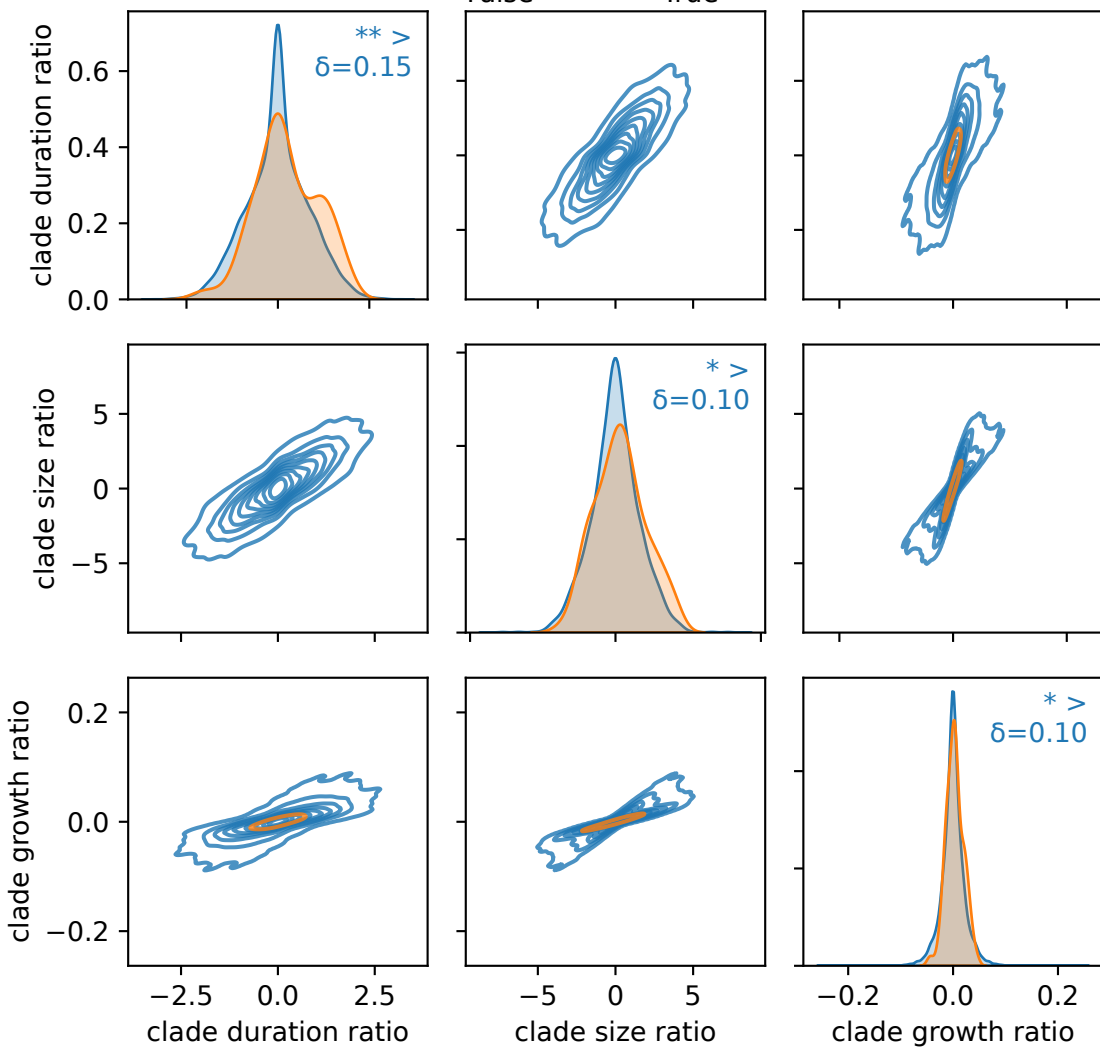 ** >
δ=0.15
clade duration ratio
0.6
0.4
0.2
0.0
* >
δ=0.10
clade size ratio
5
0
−5
* >
δ=0.10
clade growth ratio
0.2
0.0
−0.2
−2.5 0.0 2.5 −5 0 5 −0.2 0.0 0.2
clade duration ratio clade size ratio clade growth ratio